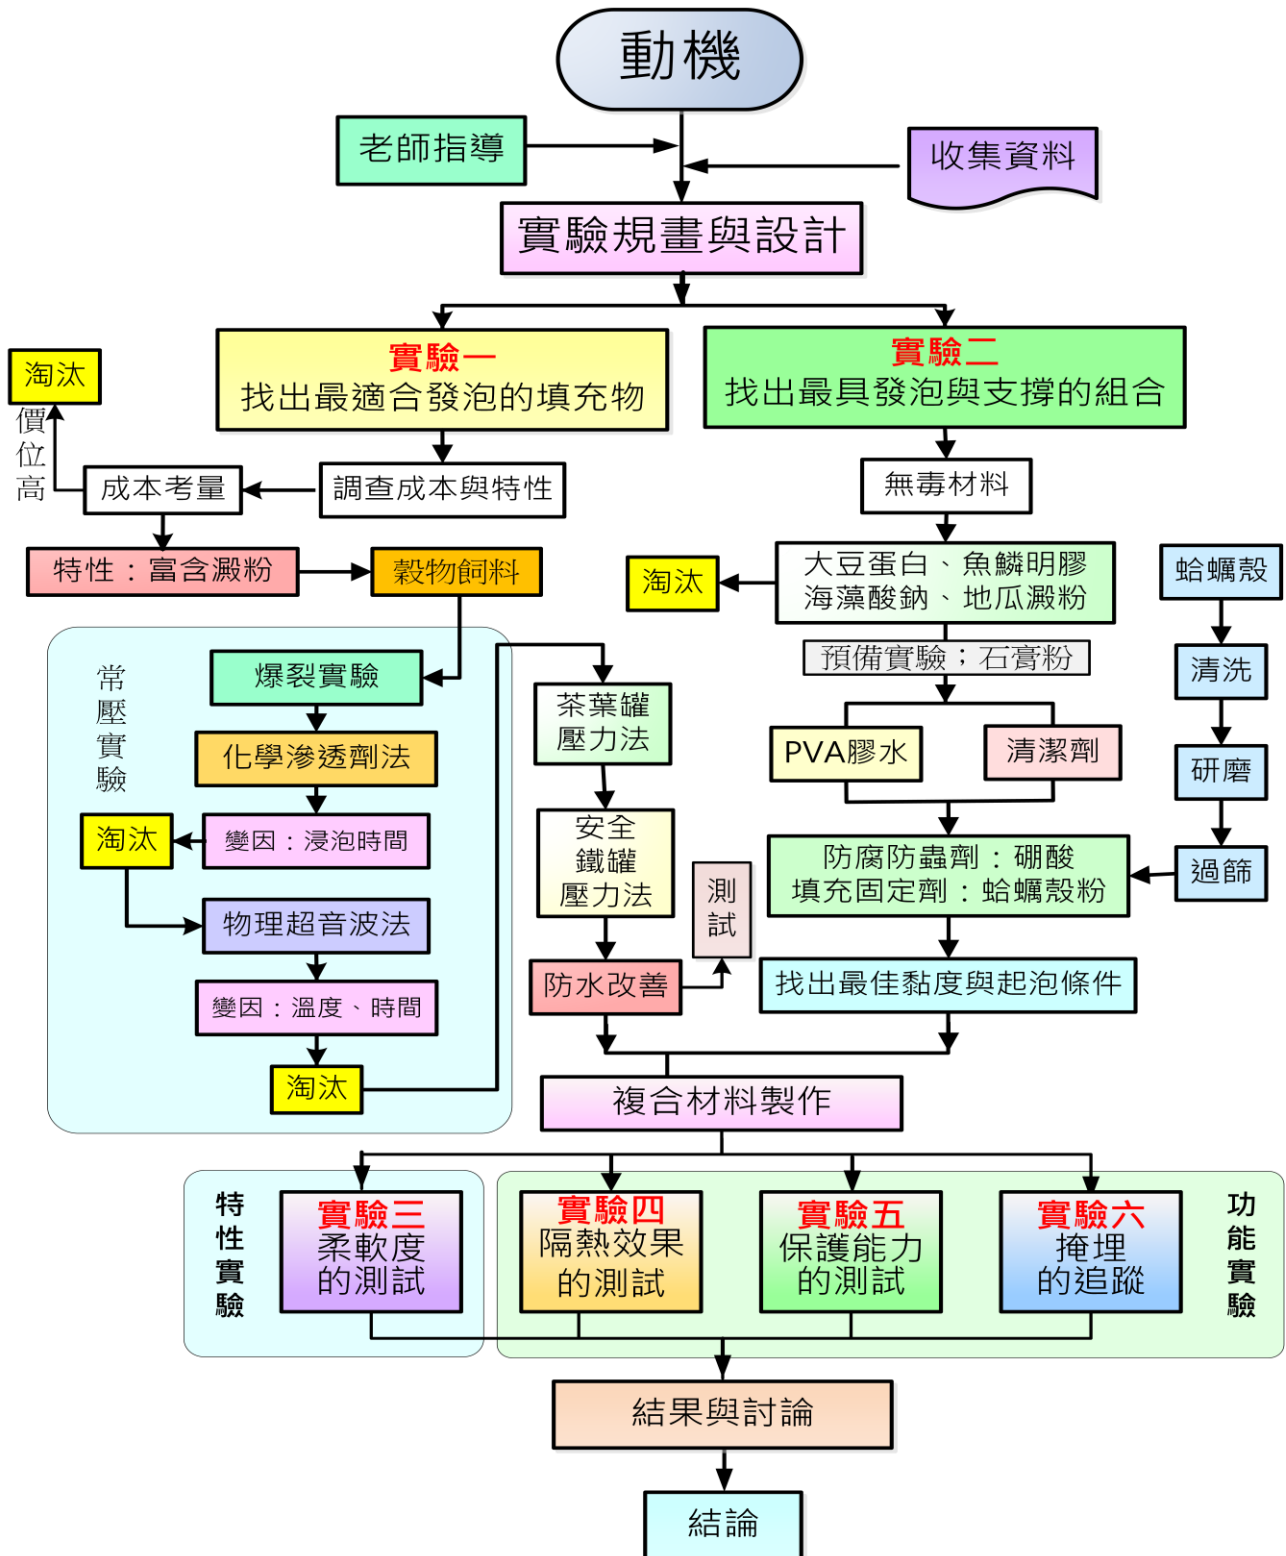 動機
老師指導
收集資料
實驗規畫與設計
實驗一
找出最適合發泡的填充物
實驗二
找出最具發泡與支撐的組合
淘汰
價位高
成本考量
調查成本與特性
特性：富含澱粉
穀物飼料
無毒材料
大豆蛋白、魚鱗明膠
海藻酸鈉、地瓜澱粉
淘汰
預備實驗；石膏粉
PVA膠水
清潔劑
蛤蠣殼
清洗
研磨
過篩
防腐防蟲劑：硼酸
填充固定劑：蛤蠣殼粉
找出最佳黏度與起泡條件
常壓實驗
爆裂實驗
化學滲透劑法
變因：浸泡時間
淘汰
物理超音波法
變因：溫度、時間
淘汰
茶葉罐
壓力法
安全
鐵罐
壓力法
防水改善
測試
複合材料製作
特性實驗
實驗三
柔軟度
的測試
實驗四
隔熱效果
的測試
實驗五
保護能力
的測試
實驗六
掩埋
的追蹤
功能實驗
結果與討論
結論